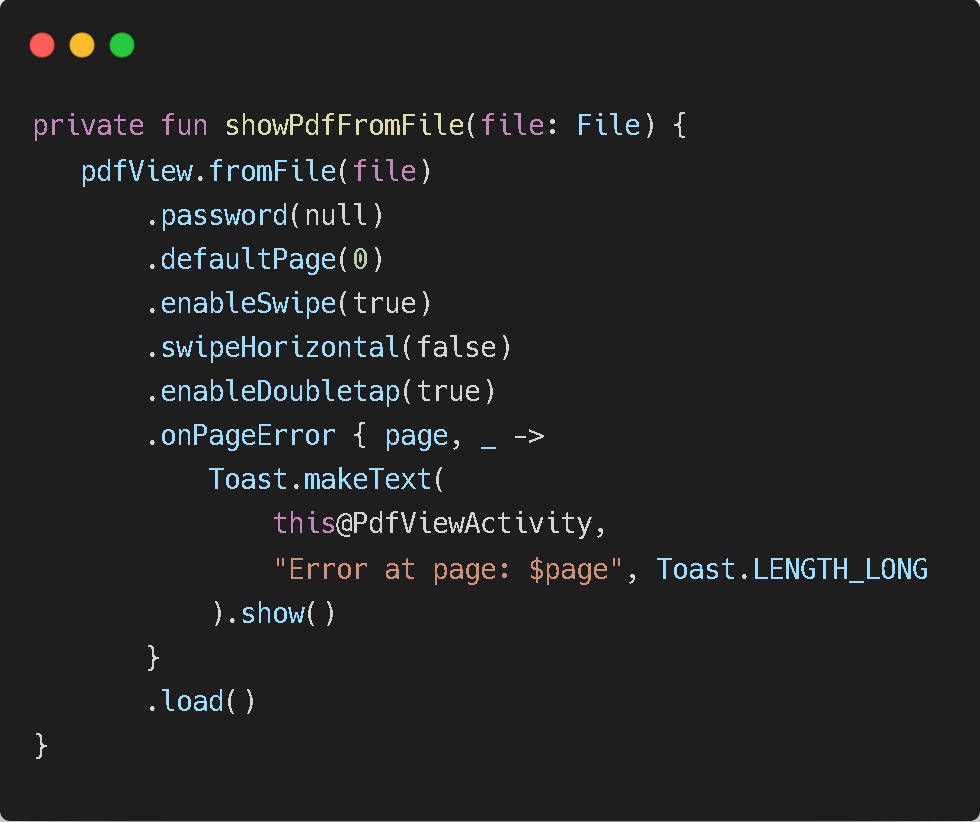 private fun showPdfFromFile(file: File) {
   pdfView.fromFile(file)
       .password(null)
       .defaultPage(0)
       .enableSwipe(true)
       .swipeHorizontal(false)
       .enableDoubletap(true)
       .onPageError { page, _ ->
           Toast.makeText(
               this@PdfViewActivity,
               "Error at page: $page", Toast.LENGTH_LONG
           ).show()
       }
       .load()
}